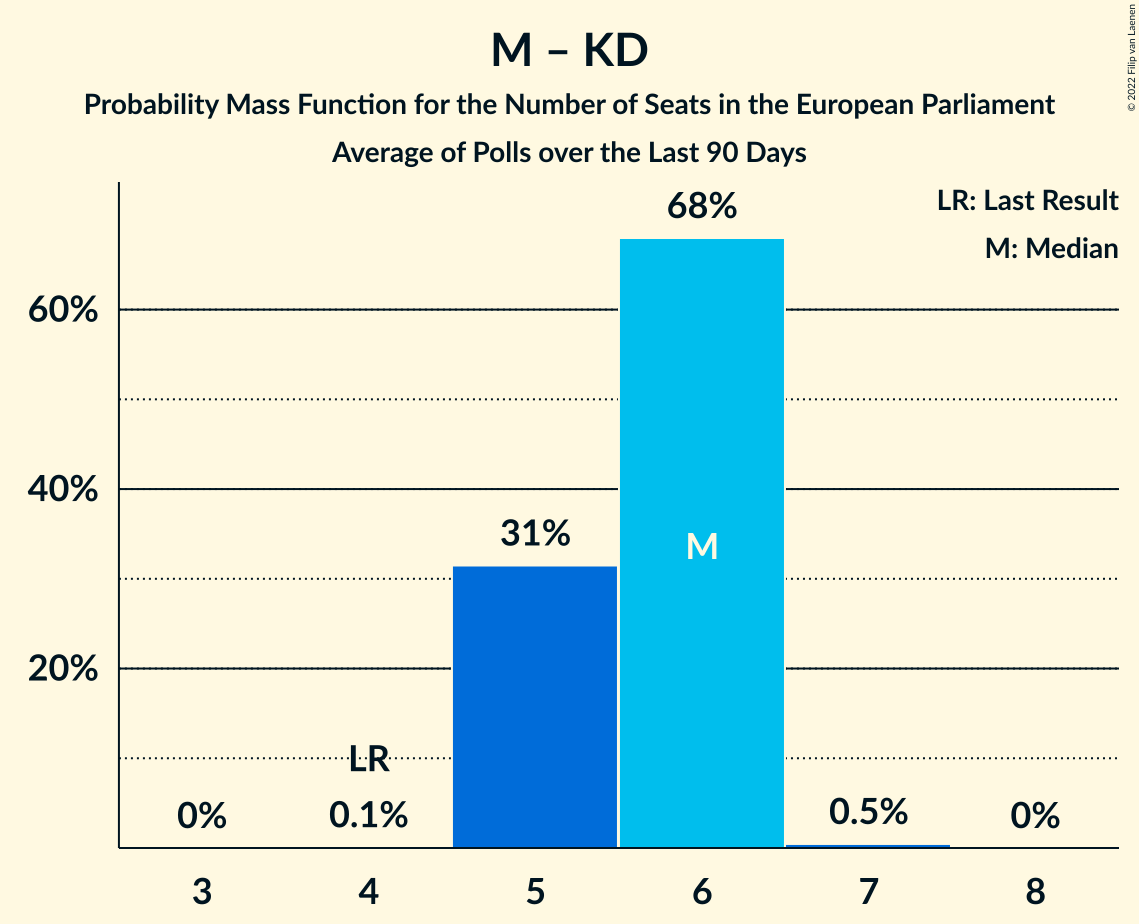 M – KD
Probability Mass Function for the Number of Seats in the European Parliament
Average of Polls over the Last 90 Days
© 2022 Filip van Laenen
LR: Last Result
M: Median
68%
60%
40%
31%
M
20%
LR
0%
0.1%
0.5%
0%
3
4
5
6
7
8